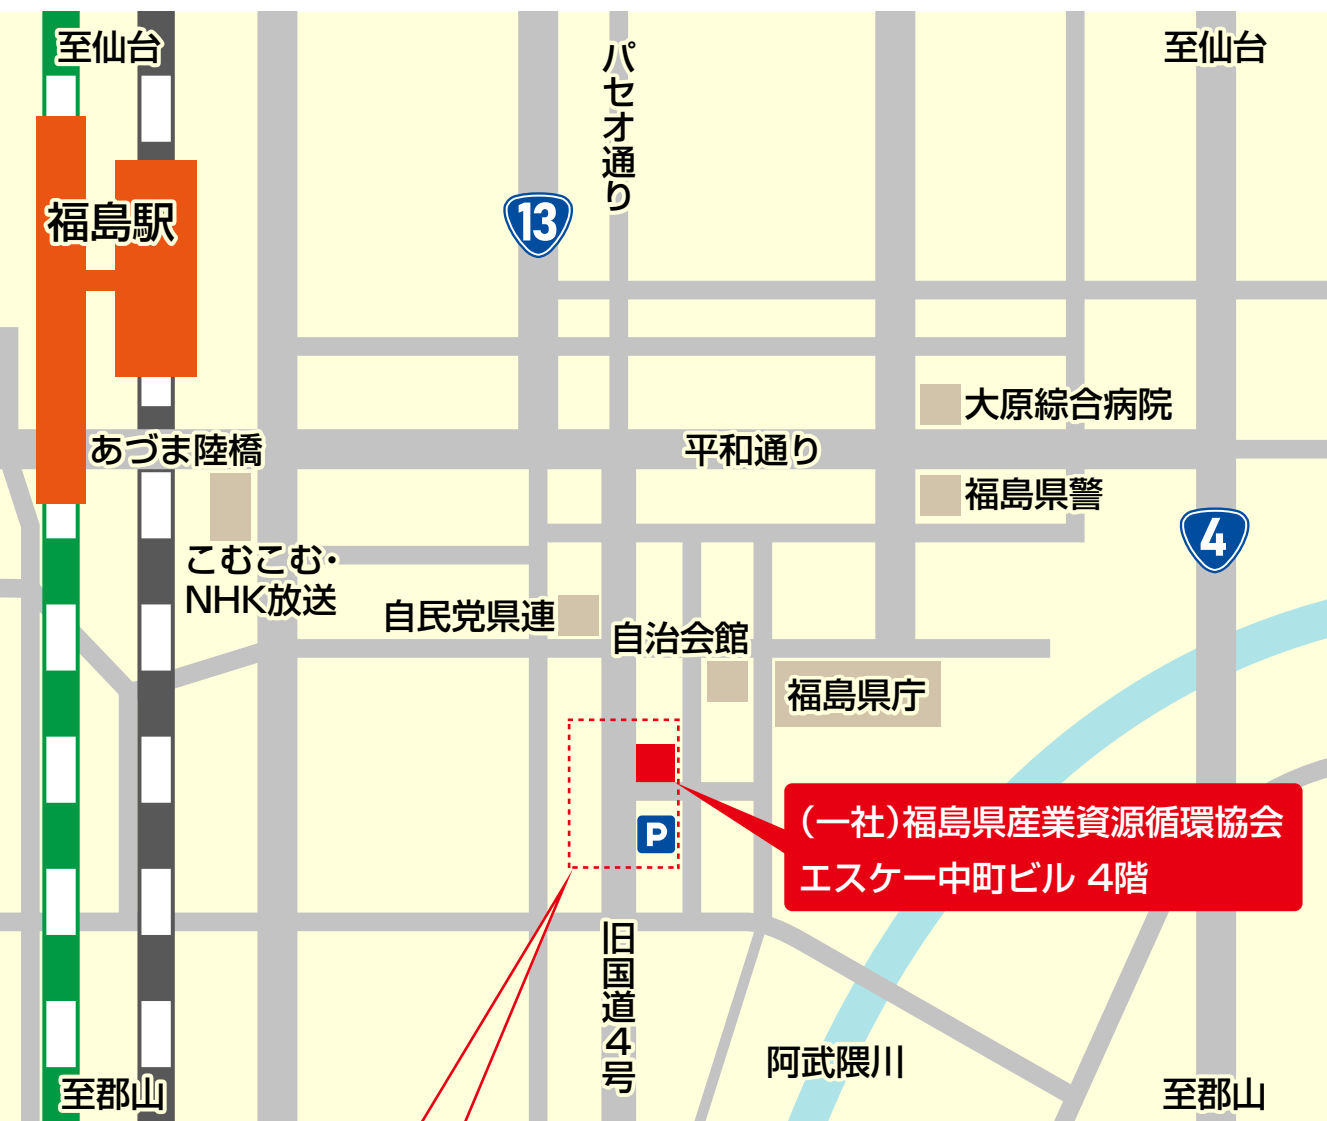 至仙台
至仙台
パセオ通り
13
福島駅
大原綜合病院
あづま陸橋
平和通り
福島県警
4
こむこむ・
NHK放送
自民党県連
自治会館
福島県庁
P
(一社)福島県産業資源循環協会
エスケー中町ビル 4階
旧国道4号
阿武隈川
至郡山
至郡山